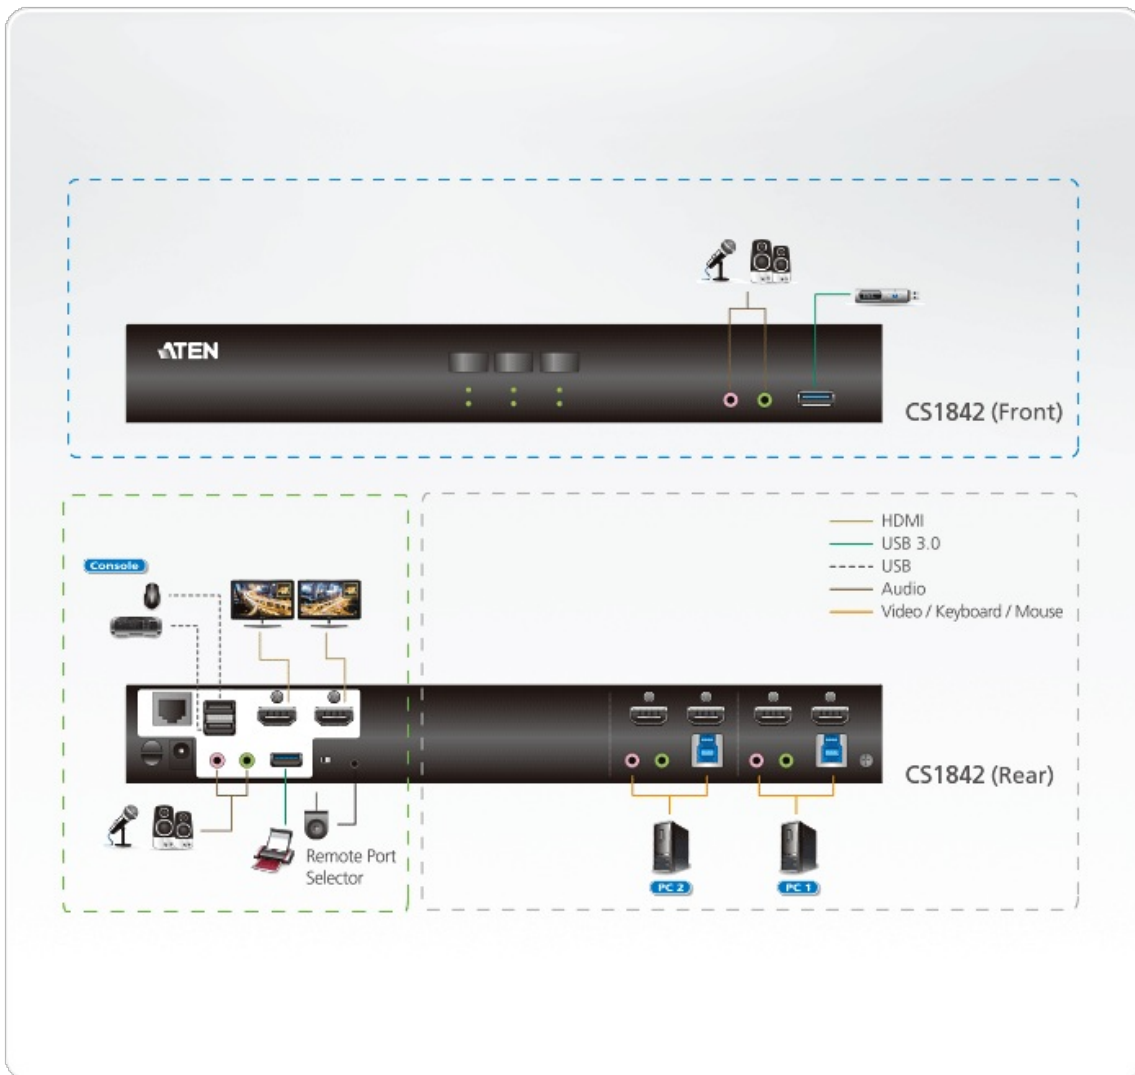 ATEN
CS1842 (Front)
HDMI
USB 3.0
USB
Audio
Video / Keyboard / Mouse
Console
CS1842 (Rear)
Remote Port
Selector
PC 2
PC 1